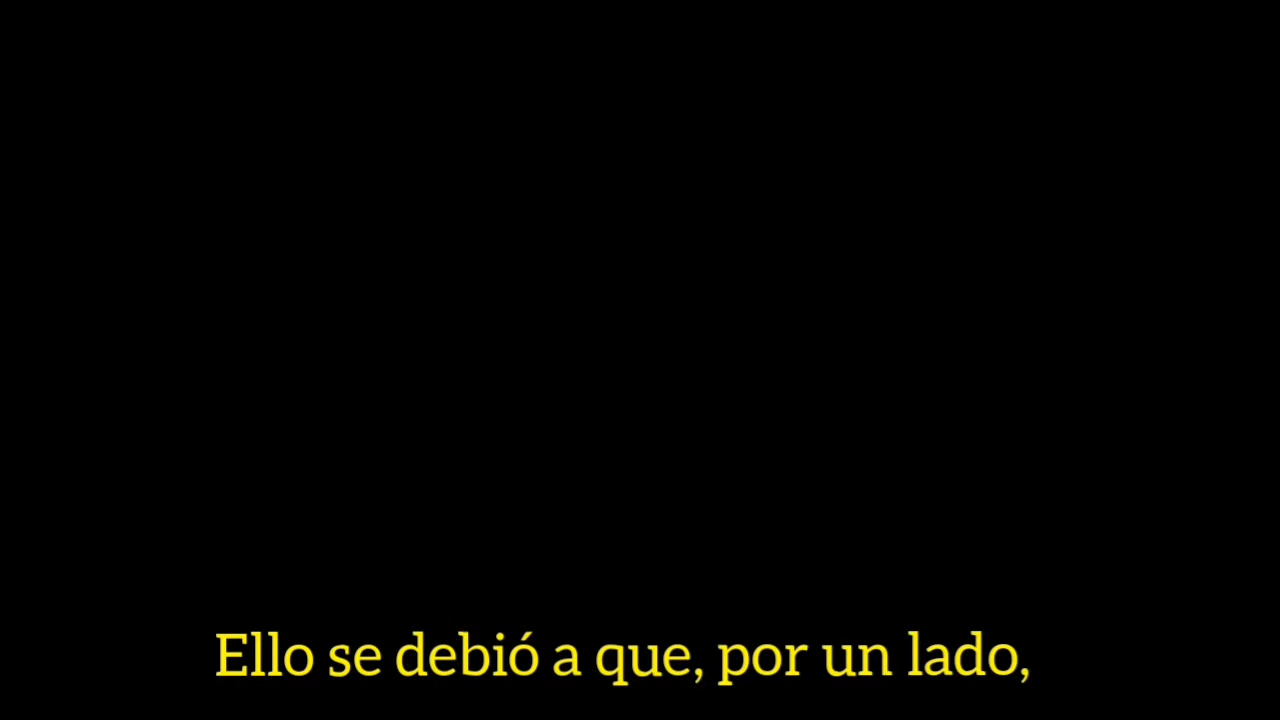 Ello se debió a que, por un lado,